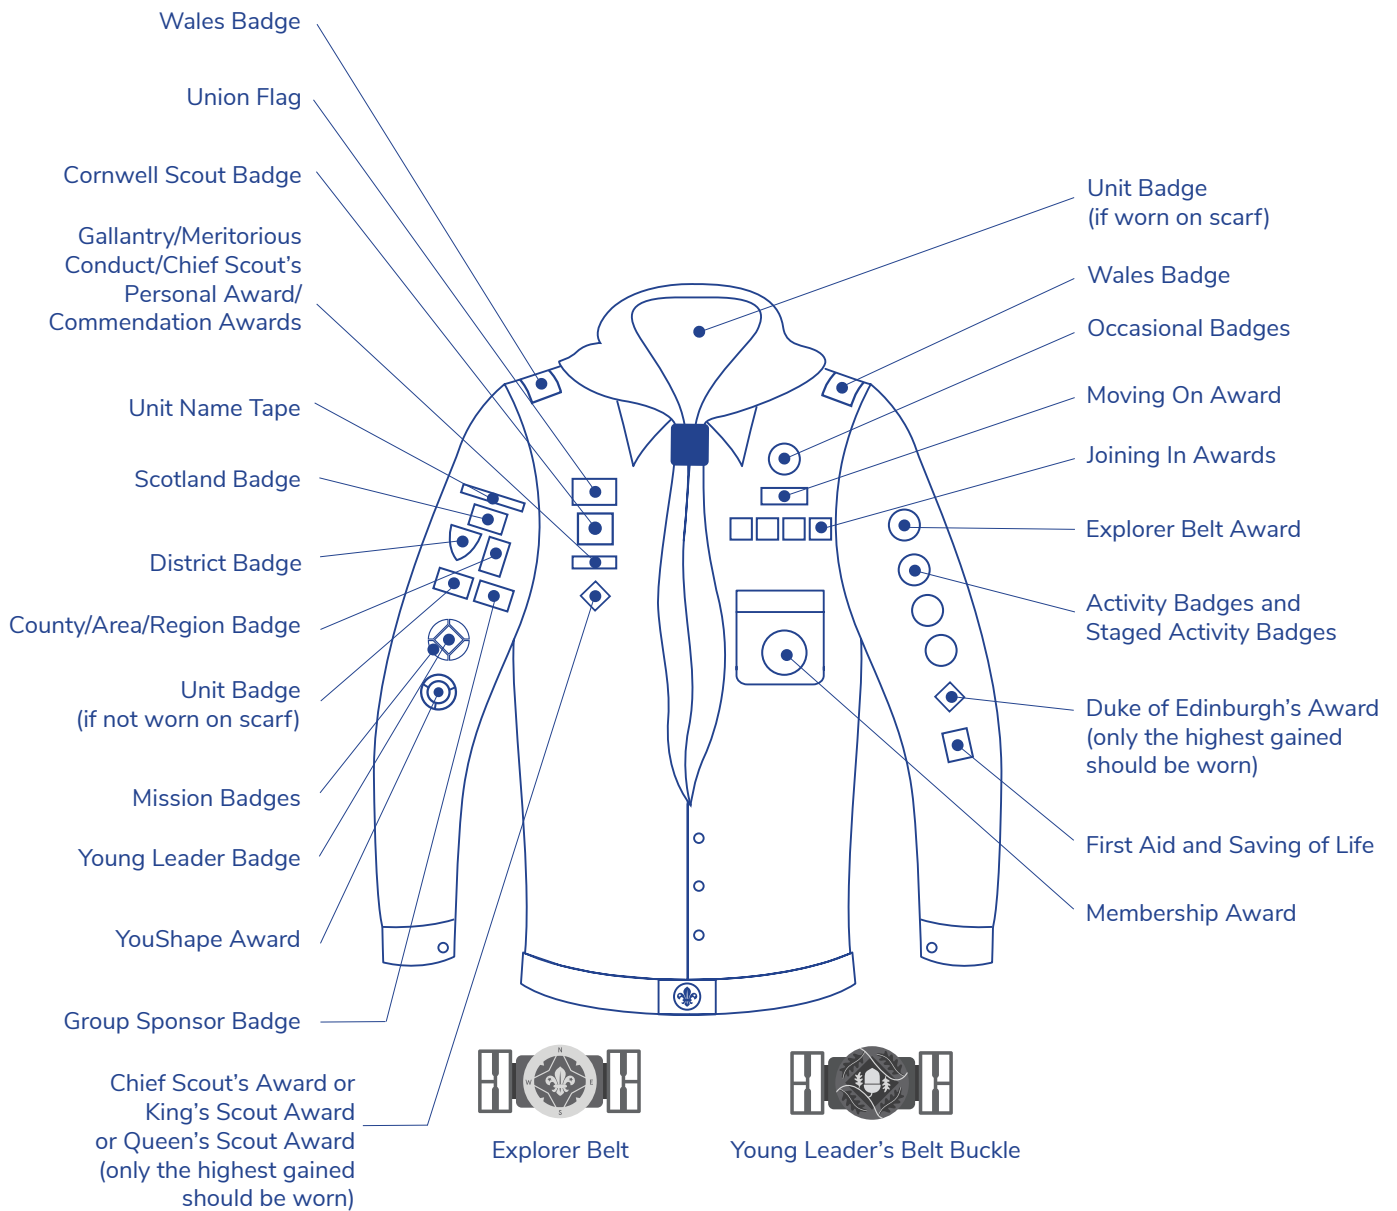 Wales Badge
Union Flag
Cornwell Scout Badge
Gallantry/Meritorious
Conduct/Chief Scout's
Personal Award/
Commendation Awards
Unit Name Tape
Scotland Badge
District Badge
County/Area/Region Badge
Unit Badge
(if not worn on scarf)
Mission Badges
Young Leader Badge
YouShape Award
Group Sponsor Badge
Chief Scout's Award or
King's Scout Award
or Queen's Scout Award
(only the highest gained
should be worn)
Unit Badge
(if worn on scarf)
Wales Badge
Occasional Badges
Moving On Award
Joining In Awards
Explorer Belt Award
Activity Badges and
Staged Activity Badges
Duke of Edinburgh's Award
(only the highest gained
should be worn)
First Aid and Saving of Life
Membership Award
N
W E
S
Explorer Belt
Young Leader's Belt Buckle